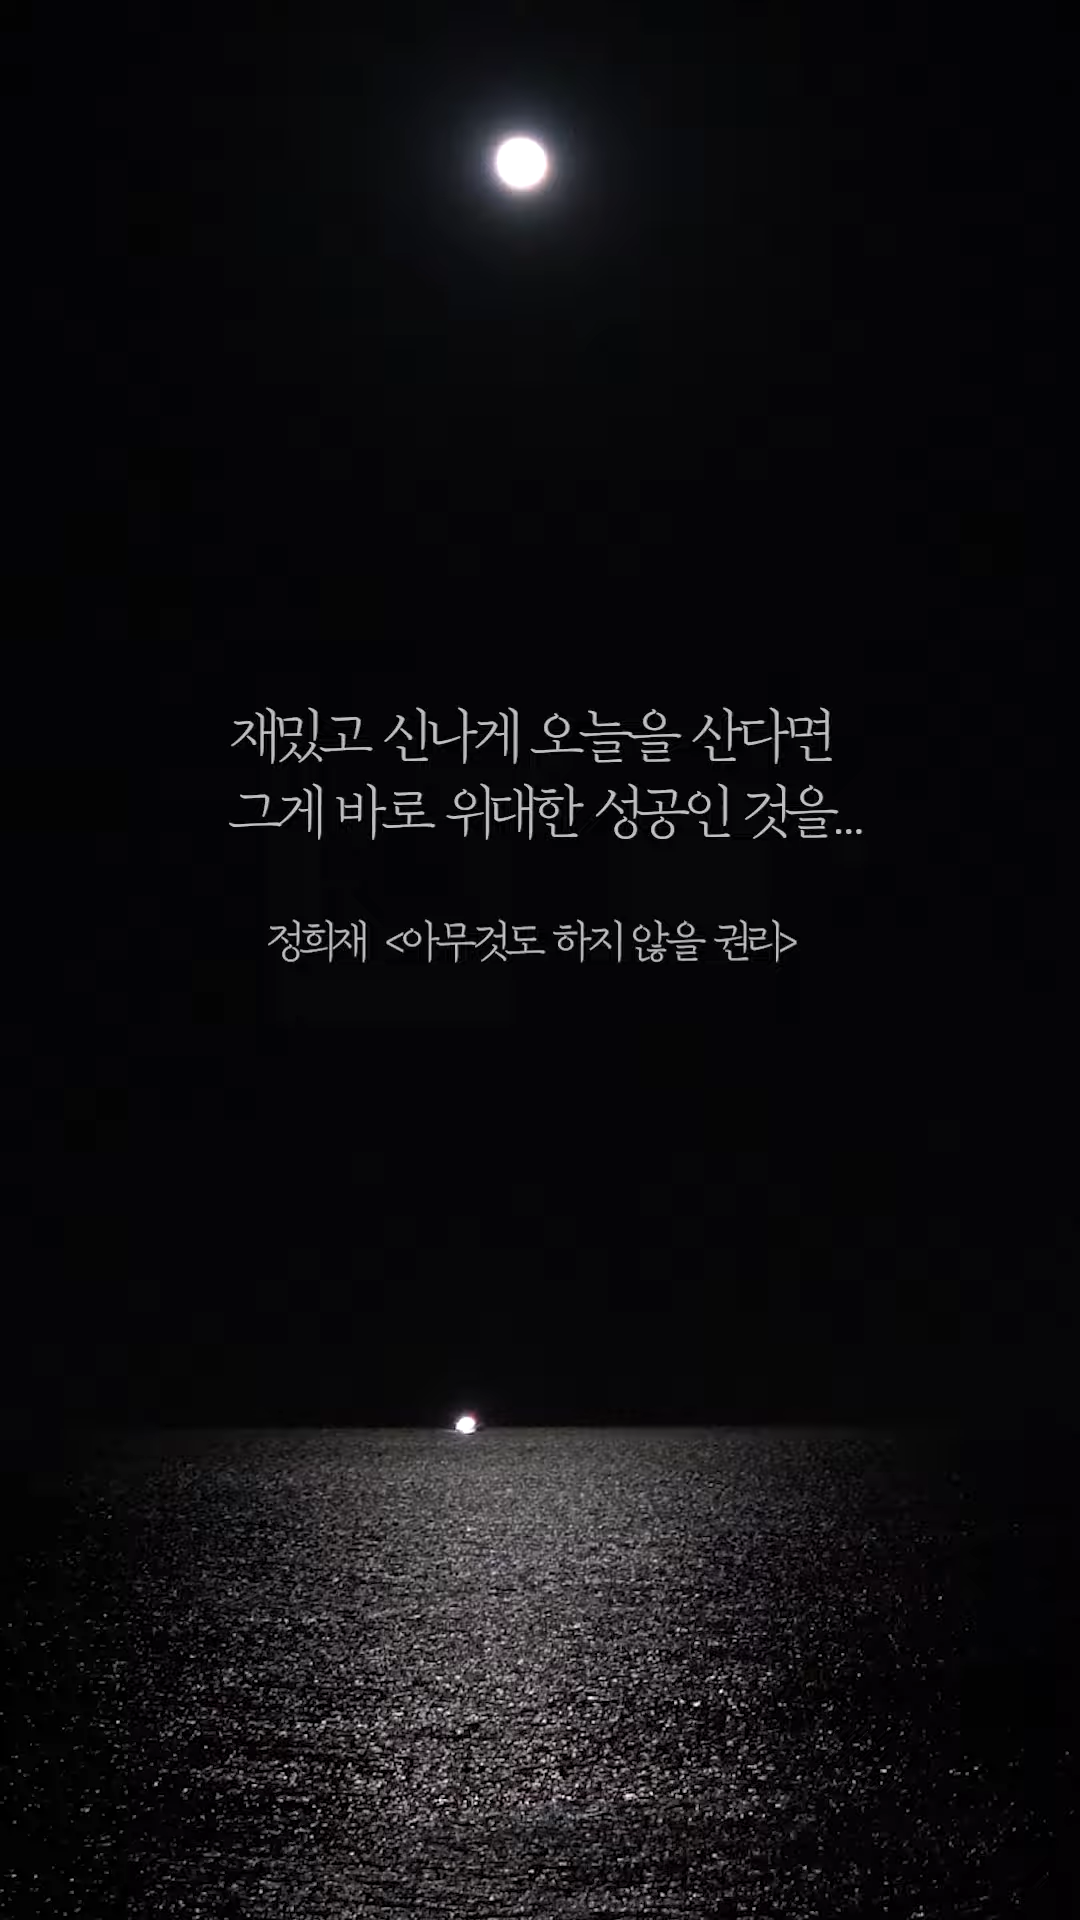 재밌고 신나게 오늘을 산다면
그게 바로 위대한 성공인 것을...
정희재 <아무것도 하지 않을 권리>